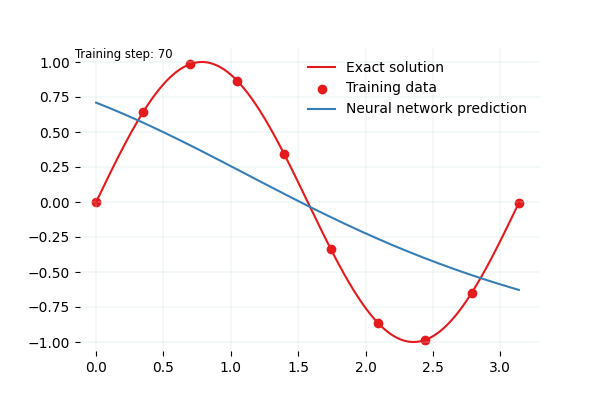 Training step: 70
Exact solution
Training data
Neural network prediction
1.00
0.75
0.50
0.25
0.00
−0.25
−0.50
−0.75
−1.00
0.0 0.5 1.0 1.5 2.0 2.5 3.0